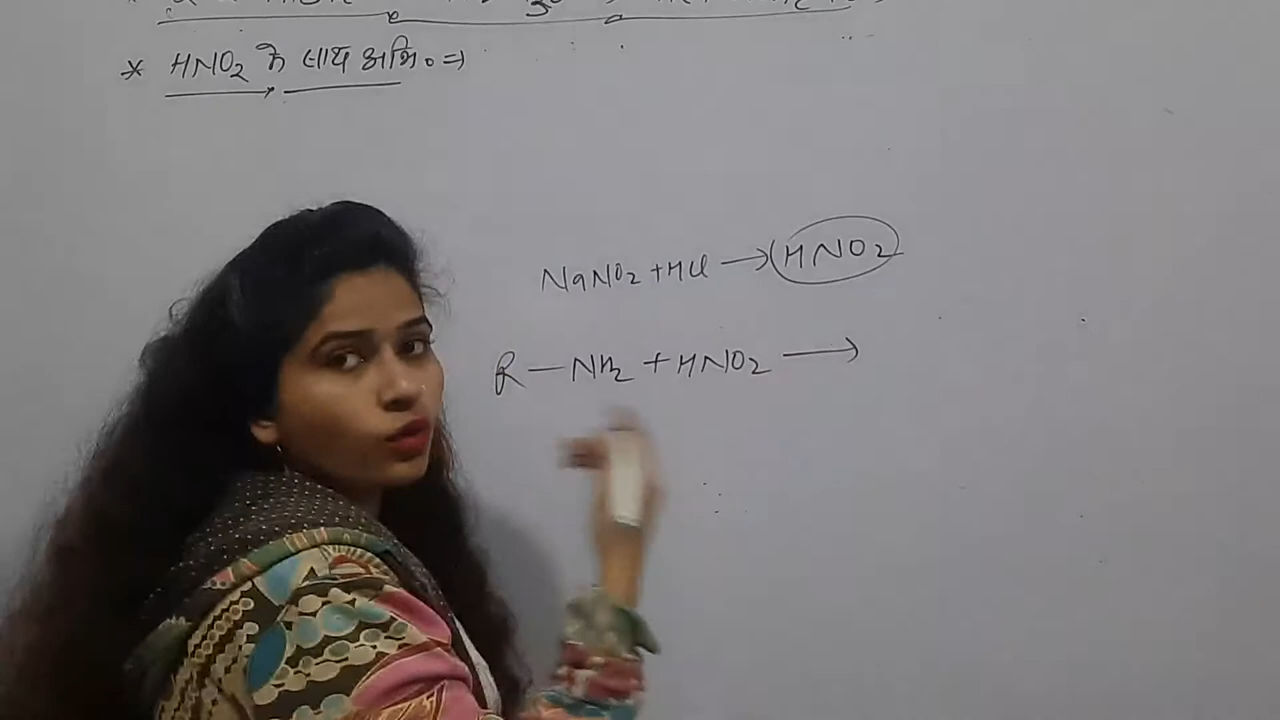 * HNO2 के साथ अभि० =>
NaNO2 + HCl → HNO2
R — NH2 + HNO2 →